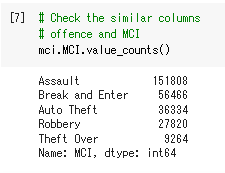 [7] # Check the similar columns
# offence and MCI
mci.MCI.value_counts()
Assault 151808
Break and Enter 56466
Auto Theft 36334
Robbery 27820
Theft Over 9264
Name: MCI, dtype: int64